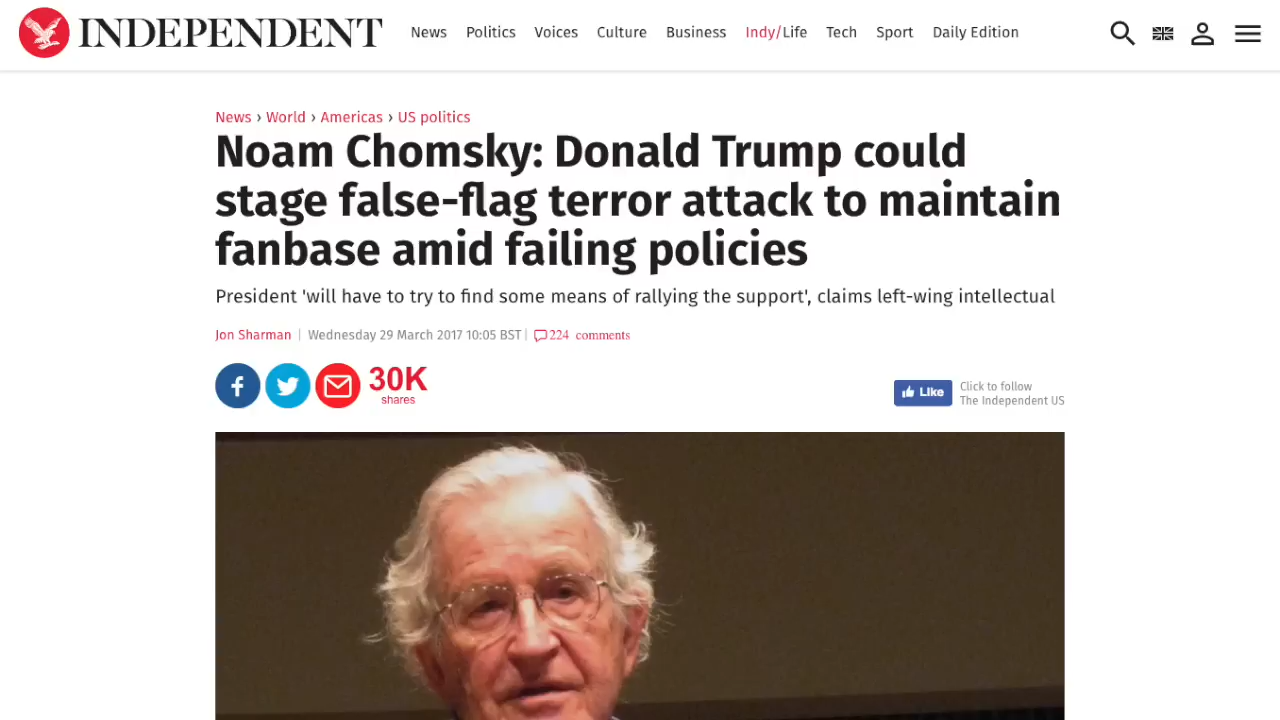 INDEPENDENT
News Politics Voices Culture Business Indy/Life Tech Sport Daily Edition
News › World › Americas › US politics
Noam Chomsky: Donald Trump could
stage false-flag terror attack to maintain
fanbase amid failing policies
President 'will have to try to find some means of rallying the support', claims left-wing intellectual
Jon Sharman | Wednesday 29 March 2017 10:05 BST | 224 comments
30K
shares
Like
Click to follow
The Independent US